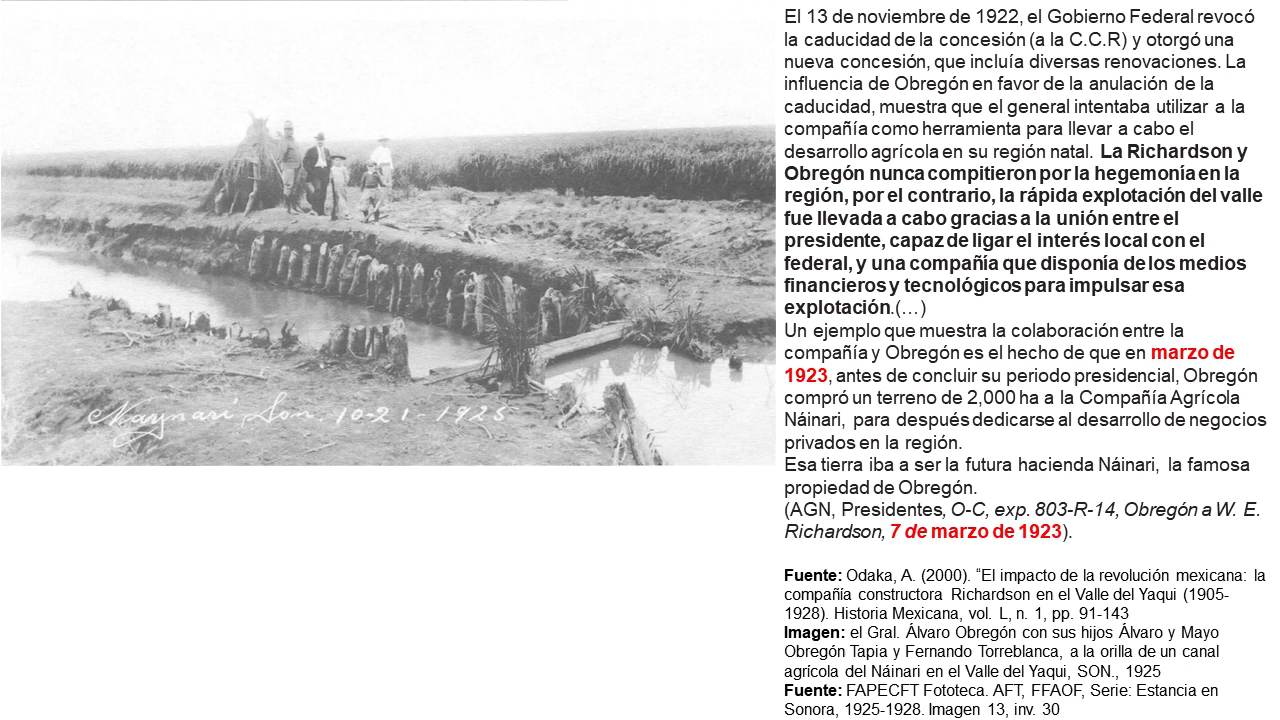 El 13 de noviembre de 1922, el Gobierno Federal revocó
la caducidad de la concesión (a la C.C.R) y otorgó una
nueva concesión, que incluía diversas renovaciones. La
influencia de Obregón en favor de la anulación de la
caducidad, muestra que el general intentaba utilizar a la
compañía como herramienta para llevar a cabo el
desarrollo agrícola en su región natal. La Richardson y
Obregón nunca compitieron por la hegemonía en la
región, por el contrario, la rápida explotación del valle
fue llevada a cabo gracias a la unión entre el
presidente, capaz de ligar el interés local con el
federal, y una compañía que disponía de los medios
financieros y tecnológicos para impulsar esa
explotación.(…)
Un ejemplo que muestra la colaboración entre la
compañía y Obregón es el hecho de que en marzo de
1923, antes de concluir su periodo presidencial, Obregón
compró un terreno de 2,000 ha a la Compañía Agrícola
Náinari, para después dedicarse al desarrollo de negocios
privados en la región.
Esa tierra iba a ser la futura hacienda Náinari, la famosa
propiedad de Obregón.
(AGN, Presidentes, O-C, exp. 803-R-14, Obregón a W. E.
Richardson, 7 de marzo de 1923).
Fuente: Odaka, A. (2000). “El impacto de la revolución mexicana: la
compañía constructora Richardson en el Valle del Yaqui (1905-
1928). Historia Mexicana, vol. L, n. 1, pp. 91-143
Imagen: el Gral. Álvaro Obregón con sus hijos Álvaro y Mayo
Obregón Tapia y Fernando Torreblanca, a la orilla de un canal
agrícola del Náinari en el Valle del Yaqui, SON., 1925
Fuente: FAPECFT Fototeca. AFT, FFAOF, Serie: Estancia en
Sonora, 1925-1928. Imagen 13, inv. 30
Naynari, Son. 10-21-1925